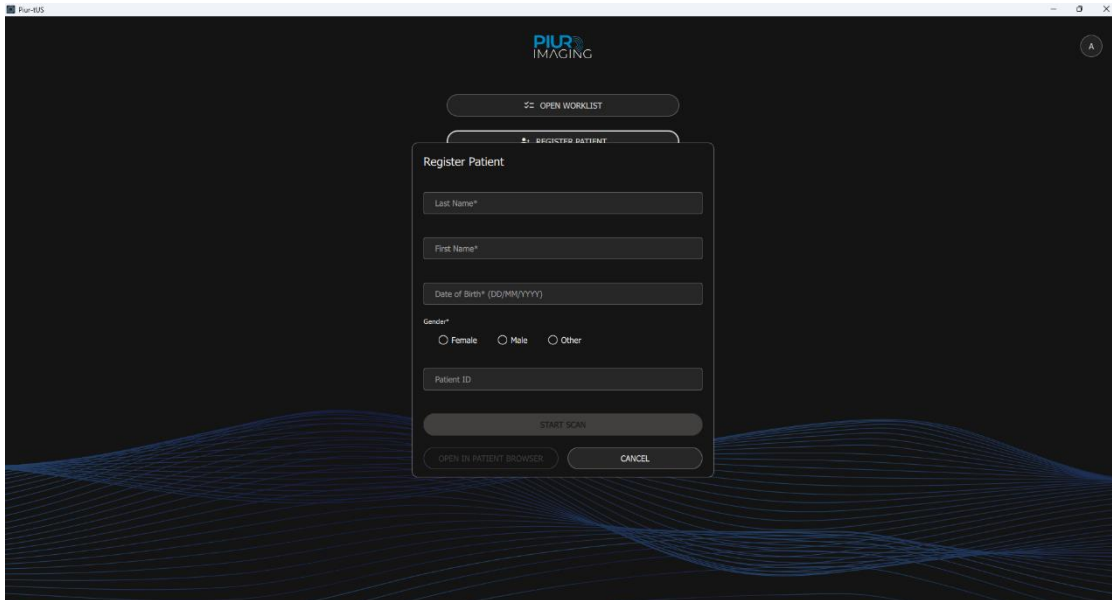 Piur-tUS
PIUR
IMAGING
A
OPEN WORKLIST
REGISTER PATIENT
Register Patient
Last Name*
First Name*
Date of Birth* (DD/MM/YYYY)
Gender*
Female Male Other
Patient ID
START SCAN
OPEN IN PATIENT BROWSER CANCEL